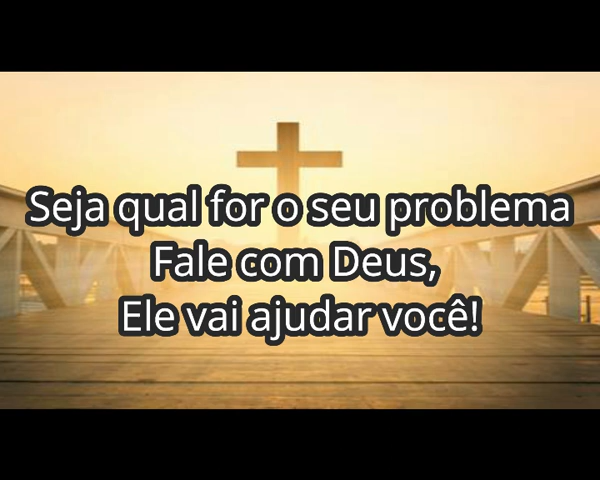 Seja qual for o seu problema
Fale com Deus,
Ele vai ajudar você!